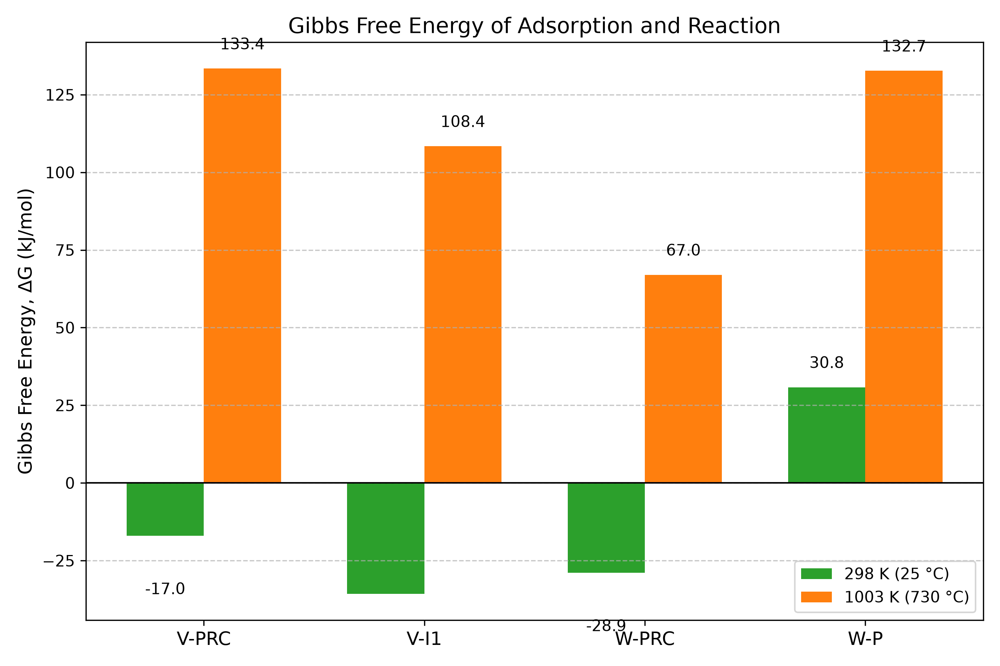 Gibbs Free Energy of Adsorption and Reaction
Gibbs Free Energy, ΔG (kJ/mol)
125
100
75
50
25
0
−25
133.4
108.4
67.0
132.7
30.8
-17.0
-28.9
298 K (25 °C)
1003 K (730 °C)
V-PRC
V-I1
W-PRC
W-P